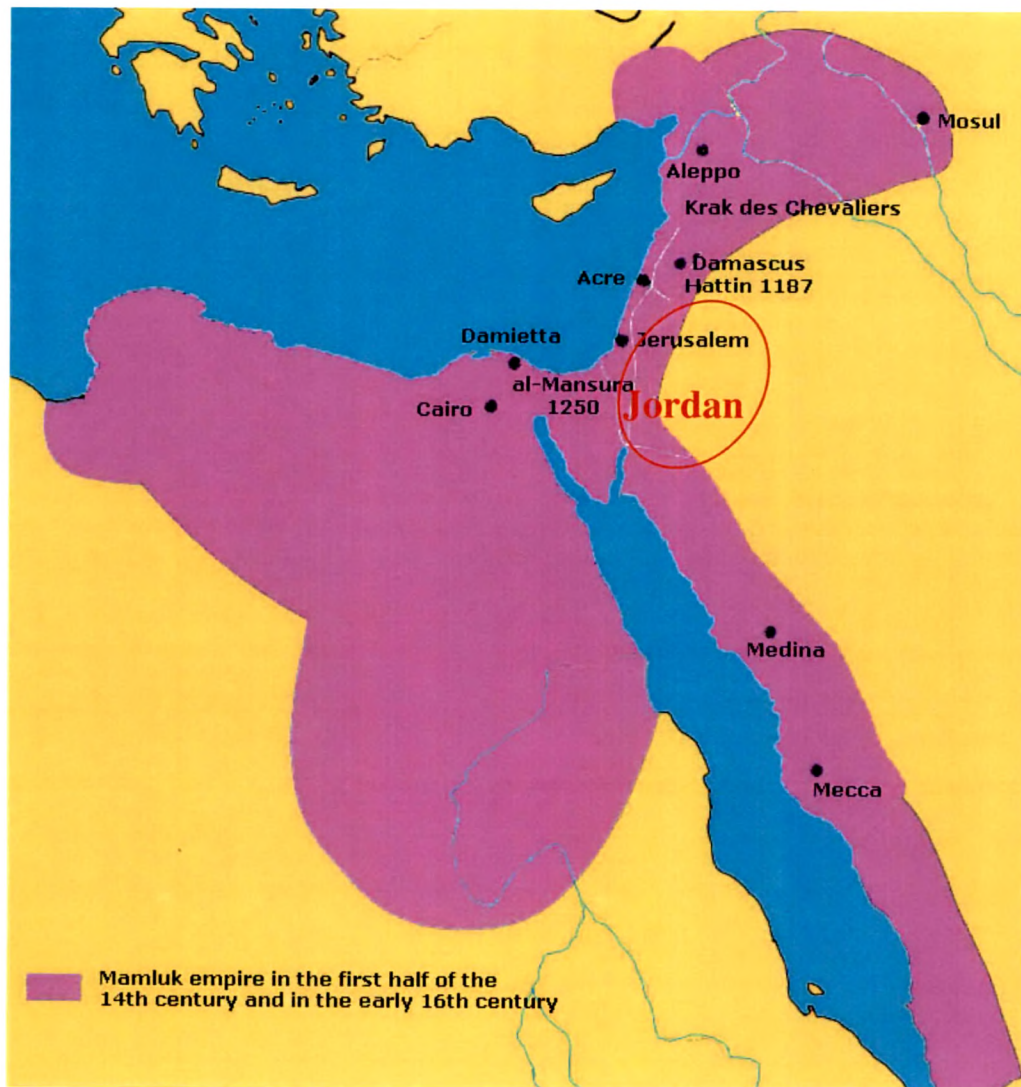 Mosul
Aleppo
Krak des Chevaliers
Damascus
Acre
Hattin 1187
Damietta
Jerusalem
al-Mansura
1250
Cairo
Jordan
Medina
Mecca
Mamluk empire in the first half of the
14th century and in the early 16th century